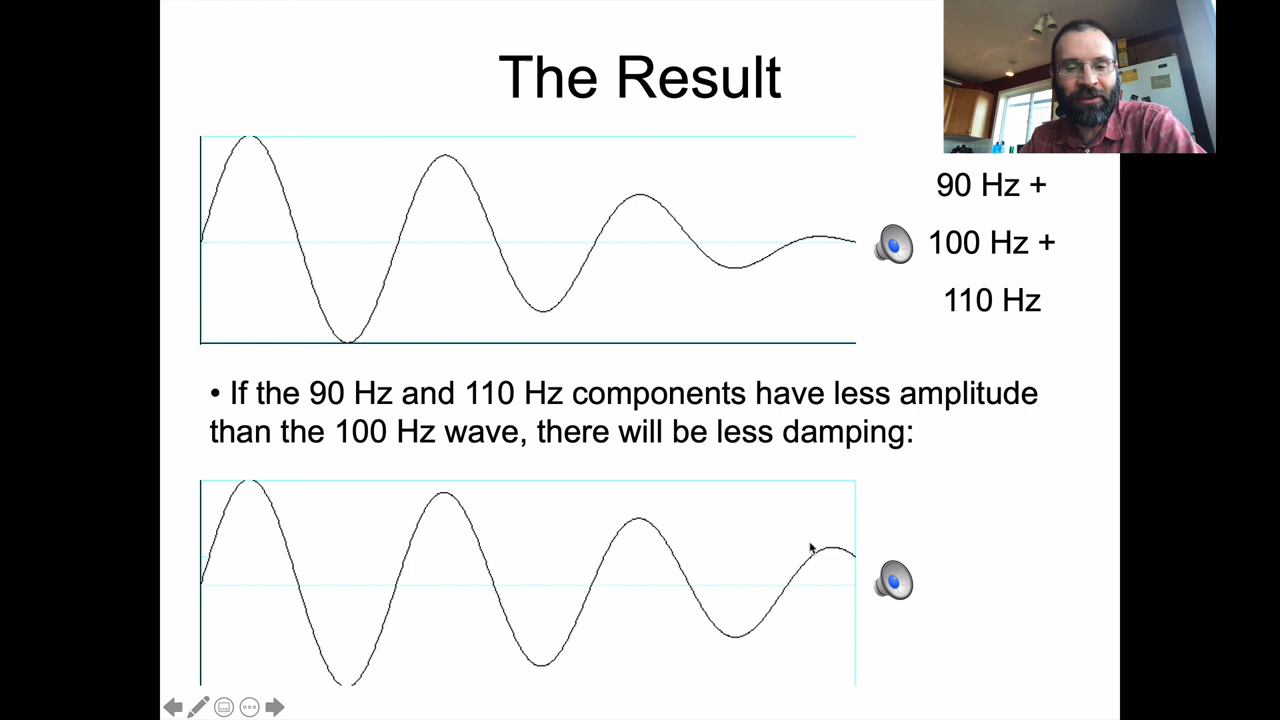 The Result
90 Hz +
100 Hz +
110 Hz
• If the 90 Hz and 110 Hz components have less amplitude
than the 100 Hz wave, there will be less damping: